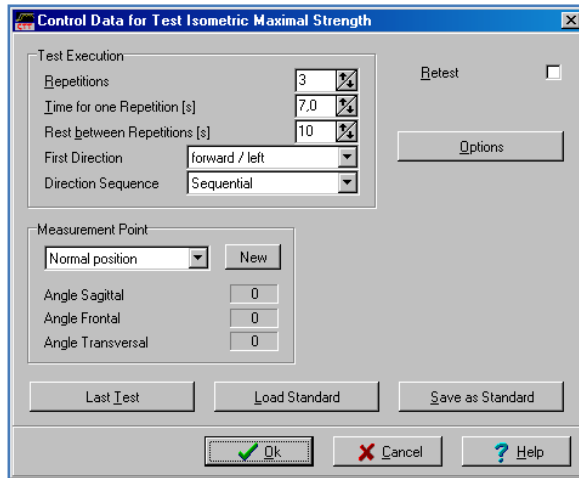 Control Data for Test Isometric Maximal Strength
Test Execution
Repetitions 3
Time for one Repetition [s] 7,0
Rest between Repetitions [s] 10
First Direction forward / left
Direction Sequence Sequential
Retest
Options
Measurement Point
Normal position New
Angle Sagittal 0
Angle Frontal 0
Angle Transversal 0
Last Test Load Standard Save as Standard
Ok Cancel ? Help